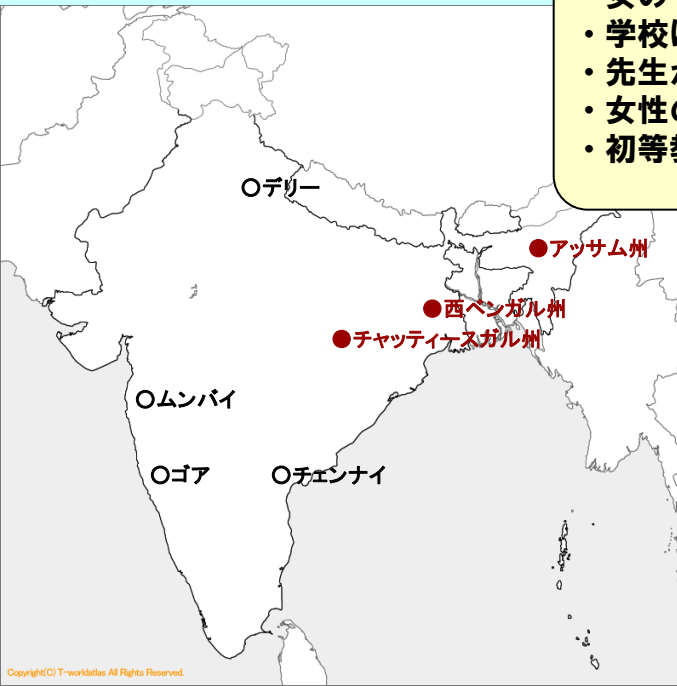 ・学校
・先生
・女性の
・初等
○デリー
●アッサム州
●西ベンガル州
●チャッティースガル州
○ムンバイ
○ゴア
○チェンナイ
Copyright(C) T-worldatlas All Rights Reserved.